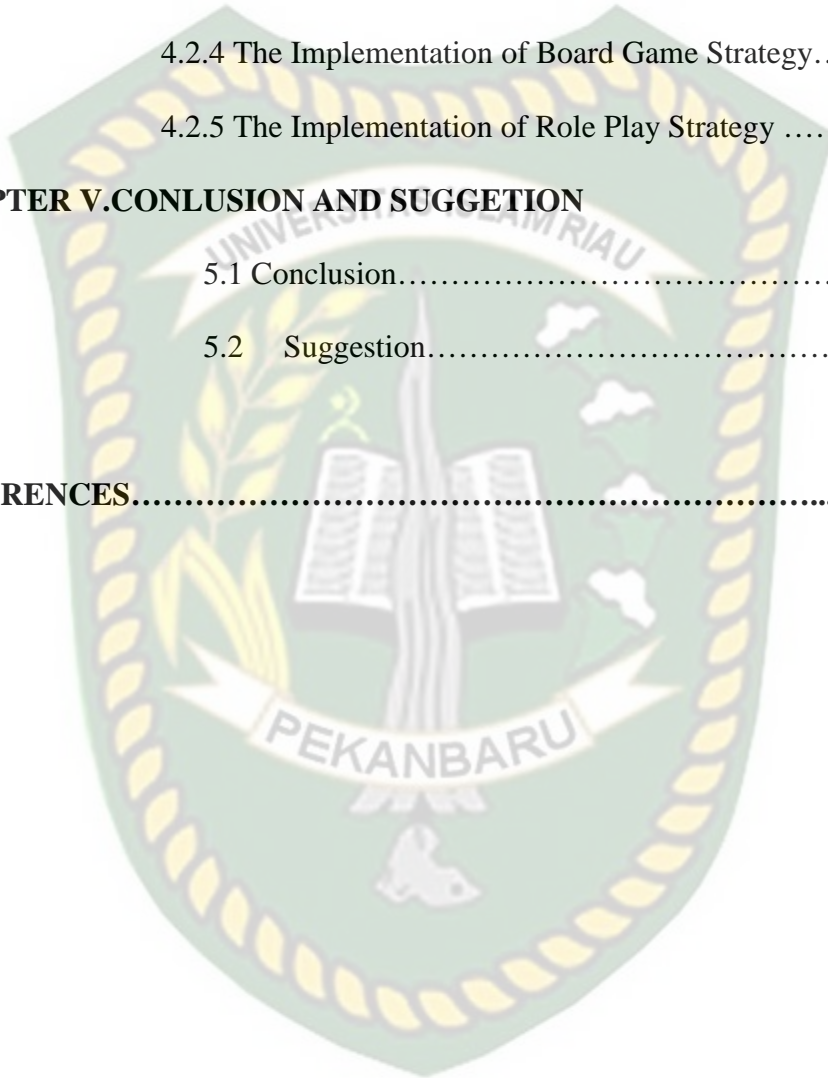 4.2.4 The Implementation of Board Game Strategy..
4.2.5 The Implementation of Role Play Strategy ….
PTER V.CONLUSION AND SUGGETION
UNIVERSITAS ISLAM RIAU
5.1 Conclusion…………………………………
5.2 Suggestion………………………………
RENCES……………………………….………………………...
PEKANBARU